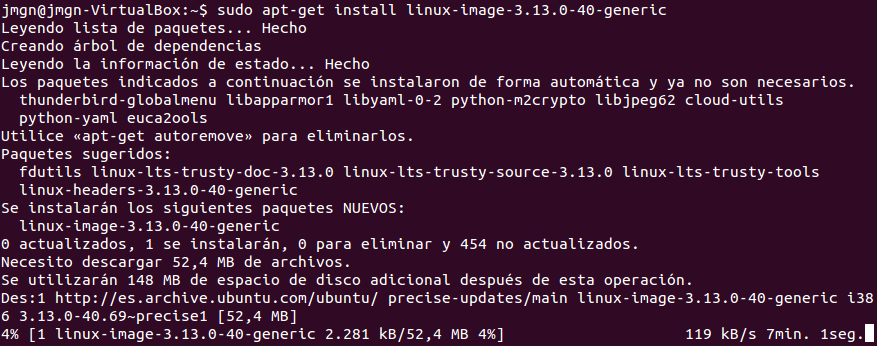 jmgn@jmgn-VirtualBox:~$ sudo apt-get install linux-image-3.13.0-40-generic
Leyendo lista de paquetes... Hecho
Creando árbol de dependencias
Leyendo la información de estado... Hecho
Los paquetes indicados a continuación se instalaron de forma automática y ya no son necesarios.
  thunderbird-globalmenu libapparmor1 libyaml-0-2 python-m2crypto libjpeg62 cloud-utils
  python-yaml euca2ools
Utilice «apt-get autoremove» para eliminarlos.
Paquetes sugeridos:
  fdutils linux-lts-trusty-doc-3.13.0 linux-lts-trusty-source-3.13.0 linux-lts-trusty-tools
  linux-headers-3.13.0-40-generic
Se instalarán los siguientes paquetes NUEVOS:
  linux-image-3.13.0-40-generic
0 actualizados, 1 se instalarán, 0 para eliminar y 454 no actualizados.
Necesito descargar 52,4 MB de archivos.
Se utilizarán 148 MB de espacio de disco adicional después de esta operación.
Des:1 http://es.archive.ubuntu.com/ubuntu/ precise-updates/main linux-image-3.13.0-40-generic i38
6 3.13.0-40.69~precise1 [52,4 MB]
4% [1 linux-image-3.13.0-40-generic 2.281 kB/52,4 MB 4%]                    119 kB/s 7min. 1seg.